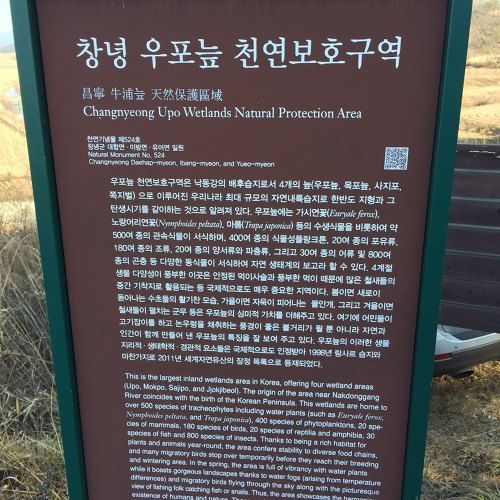 창녕 우포늪 천연보호구역
昌寧 牛浦늪 天然保護區域
Changnyeong Upo Wetlands Natural Protection Area
천연기념물 제524호
창녕군 대합면 · 이방면 · 유어면 일원
Natural Monument No. 524
Changnyeong Daehap-myeon, Ibang-myeon, and Yueo-myeon
우포늪 천연보호구역은 낙동강의 배후습지로서 4개의 늪(우포늪, 목포늪, 사지포,
쪽지벌) 으로 이루어진 우리나라 최대 규모의 자연내륙습지로 한반도 지형과 그
탄생시기를 같이하는 것으로 알려져 있다. 우포늪에는 가시연꽃(Euryale ferox),
노랑어리연꽃(Nymphoides peltata), 마름(Trapa japonica) 등의 수생식물을 비롯하여 약
500여 종의 관속식물이 서식하며, 400여 종의 식물성플랑크톤, 20여 종의 포유류,
180여 종의 조류, 20여 종의 양서류와 파충류, 그리고 30여 종의 어류 및 800여
종의 곤충 등 다양한 동식물이 서식하여 자연 생태계의 보고라 할 수 있다. 4계절
생물 다양성이 풍부한 이곳은 안정된 먹이사슬과 풍부한 먹이 때문에 많은 철새들의
중간 기착지로 활용되는 등 국제적으로도 매우 중요한 지역이다. 봄이면 새로이
돋아나는 수초들의 활기찬 모습, 가을이면 자욱이 피어나는 물안개, 그리고 겨울이면
철새들이 펼치는 군무 등은 우포늪의 심미적 가치를 더해주고 있다. 여기에 어민들이
고기잡이를 하고 논우렁을 채취하는 풍경이 좋은 볼거리가 될 뿐 아니라 자연과
인간이 함께 만들어 낸 우포늪의 특징을 잘 보여 주고 있다. 우포늪의 이러한 생물
지리적 · 생태학적 · 경관적 요소들은 국제적으로도 인정받아 1998년 람사르 습지와
마찬가지로 2011년 세계자연유산의 잠정 목록으로 등재되었다.
This is the largest inland wetlands area in Korea, offering four wetland areas
(Upo, Mokpo, Sajipo, and Jjokjibeol). The origin of the area near Nakdonggang
River coincides with the birth of the Korean Peninsula. This wetlands are home to
over 500 species of tracheophytes including water plants (such as Euryale ferox,
Nymphoides peltata, and Trapa japonica), 400 species of phytoplanktons, 20 spe-
cies of mammals, 180 species of birds, 20 species of reptilia and amphibia, 30
species of fish and 800 species of insects. Thanks to being a rich habitat for
plants and animals year-round, the area confers stability to diverse food chains,
and many migratory birds stop over temporarily before they reach their breeding
and wintering area. In the spring, the area is full of vibrancy with water plants
while it boasts gorgeous landscapes thanks to water fogs (arising from temperature
differences) and migratory birds flying through the sky along with the picturesque
view of fishing folk catching fish or snails. Thus, the area showcases the harmonious
existence of humans and nature.